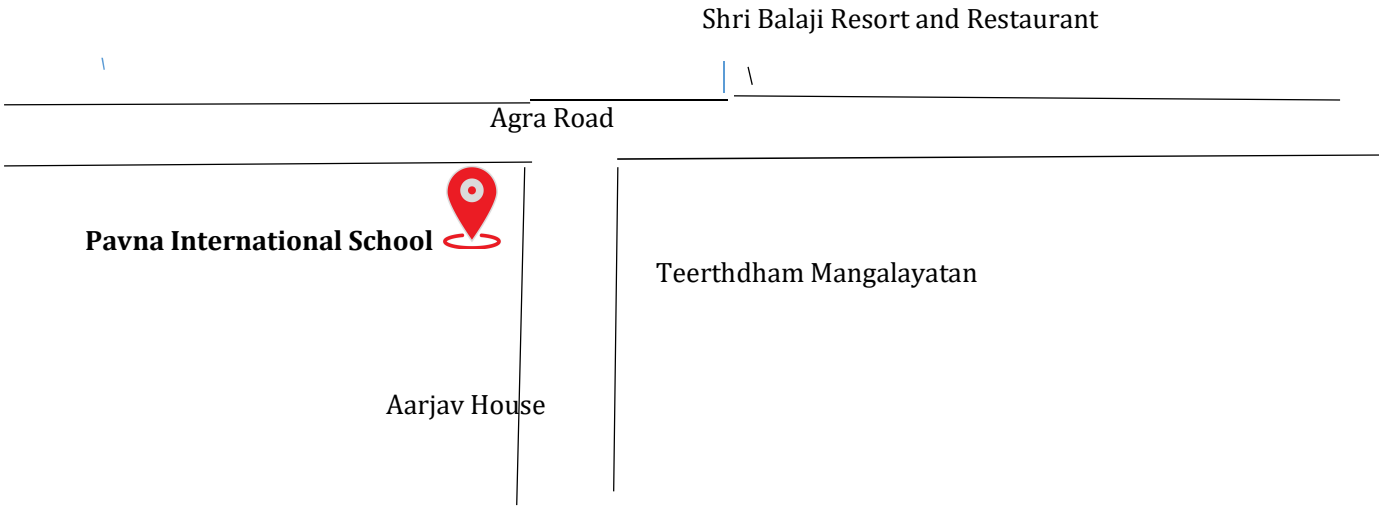 Shri Balaji Resort and Restaurant
Agra Road
Pavna International School
Teerthdham Mangalayatan
Aarjav House